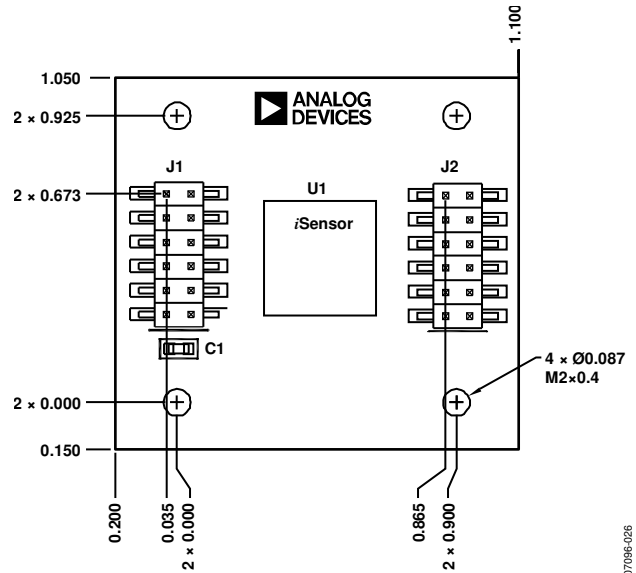 1.100
1.050
2 × 0.925
ANALOG
DEVICES
J1
J2
2 × 0.673
U1
iSensor
C1
4 × Ø0.087
M2×0.4
2 × 0.000
0.150
0.200
0.035
2 × 0.000
0.865
2 × 0.900
07096-026